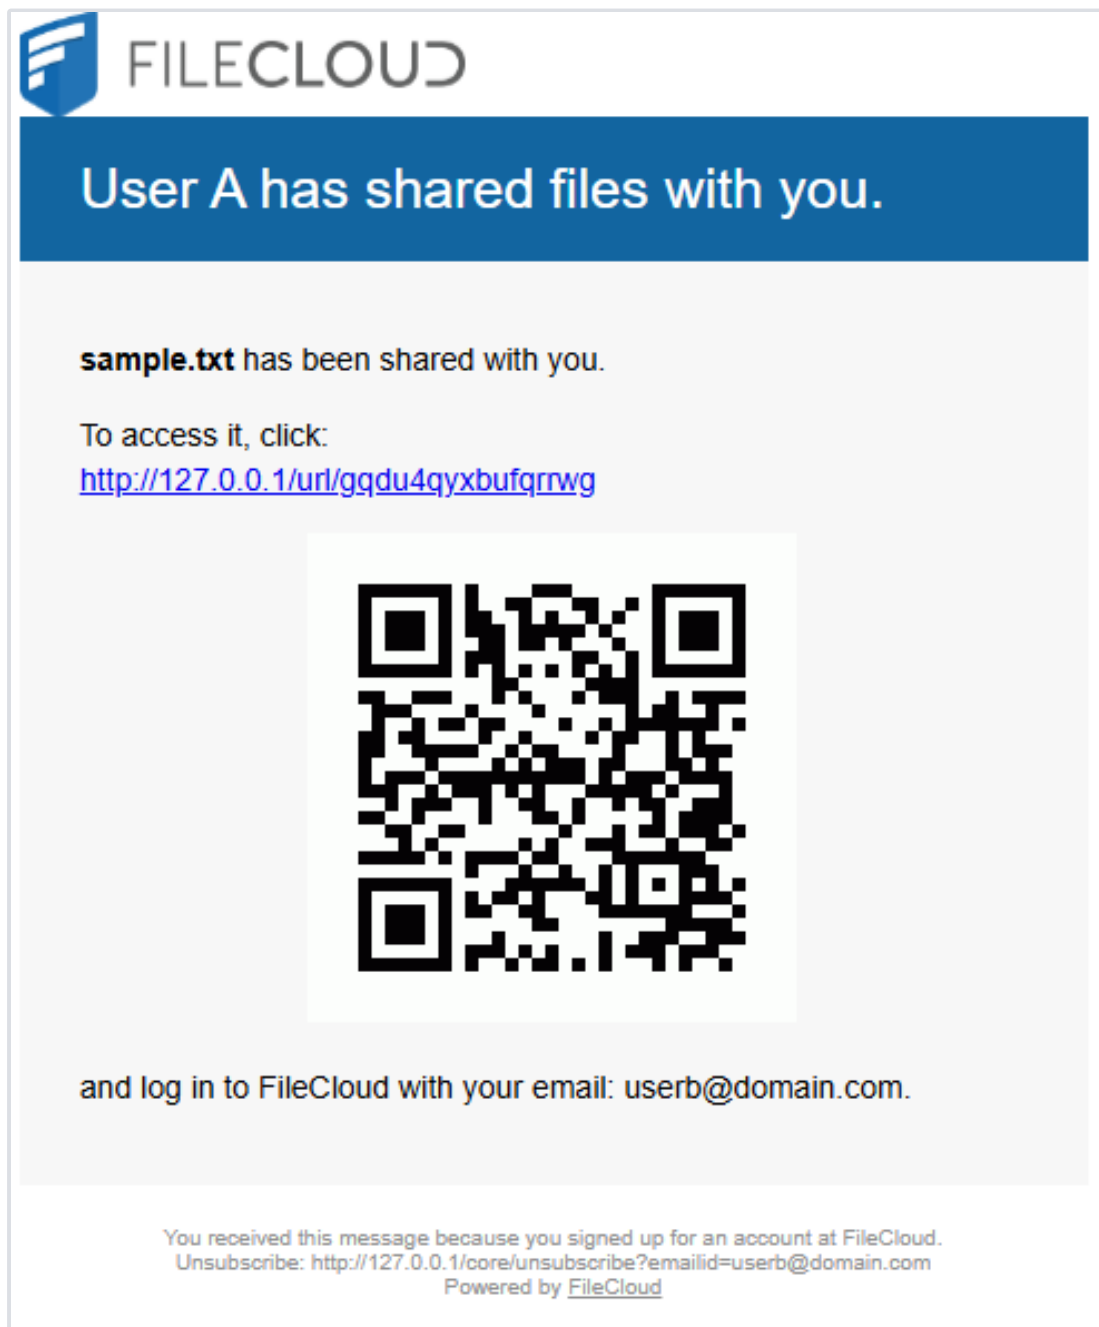 FILECLOUD
User A has shared files with you.
sample.txt has been shared with you.
To access it, click:
http://127.0.0.1/url/gqdu4qyxbufqrrwg
and log in to FileCloud with your email: userb@domain.com.
You received this message because you signed up for an account at FileCloud.
Unsubscribe: http://127.0.0.1/core/unsubscribe?emailid=userb@domain.com
Powered by FileCloud